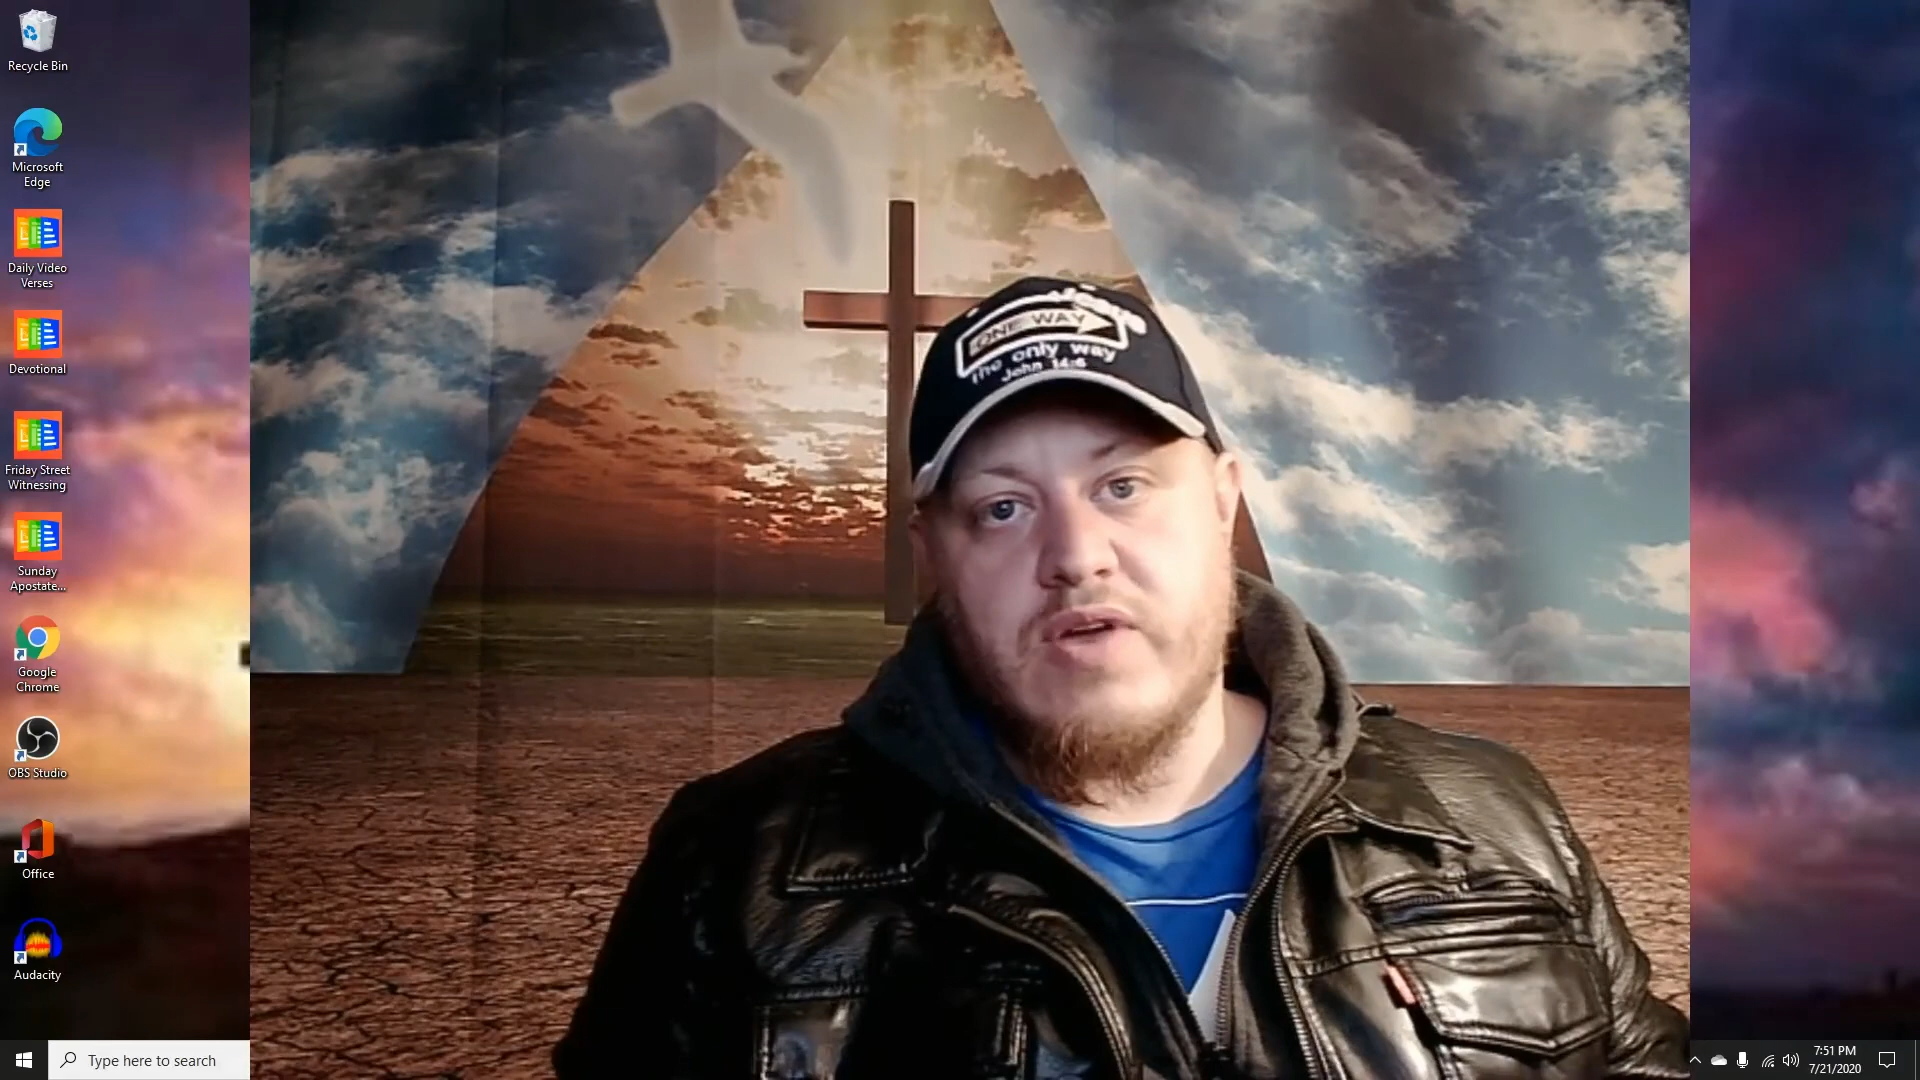 Recycle Bin
Microsoft
Edge
Daily Video
Verses
Devotional
Friday Street
Witnessing
Sunday
Apostate...
Google
Chrome
OBS Studio
Office
Audacity
ONE WAY
the only way
John 14:6
Type here to search
7:51 PM
7/21/2020